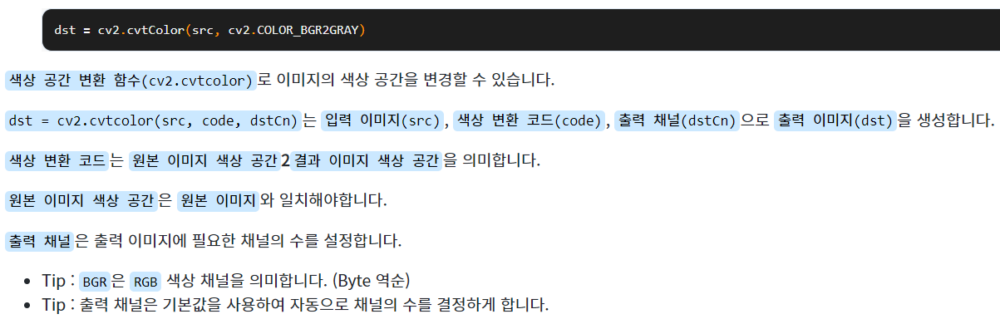 dst = cv2.cvtColor(src, cv2.COLOR_BGR2GRAY)
색상 공간 변환 함수(cv2.cvtcolor)로 이미지의 색상 공간을 변경할 수 있습니다.
dst = cv2.cvtcolor(src, code, dstCn)는 입력 이미지(src), 색상 변환 코드(code), 출력 채널(dstCn)으로 출력 이미지(dst)을 생성합니다.
색상 변환 코드는 원본 이미지 색상 공간2결과 이미지 색상 공간을 의미합니다.
원본 이미지 색상 공간은 원본 이미지와 일치해야합니다.
출력 채널은 출력 이미지에 필요한 채널의 수를 설정합니다.
• Tip : BGR은 RGB 색상 채널을 의미합니다. (Byte 역순)
• Tip : 출력 채널은 기본값을 사용하여 자동으로 채널의 수를 결정하게 합니다.